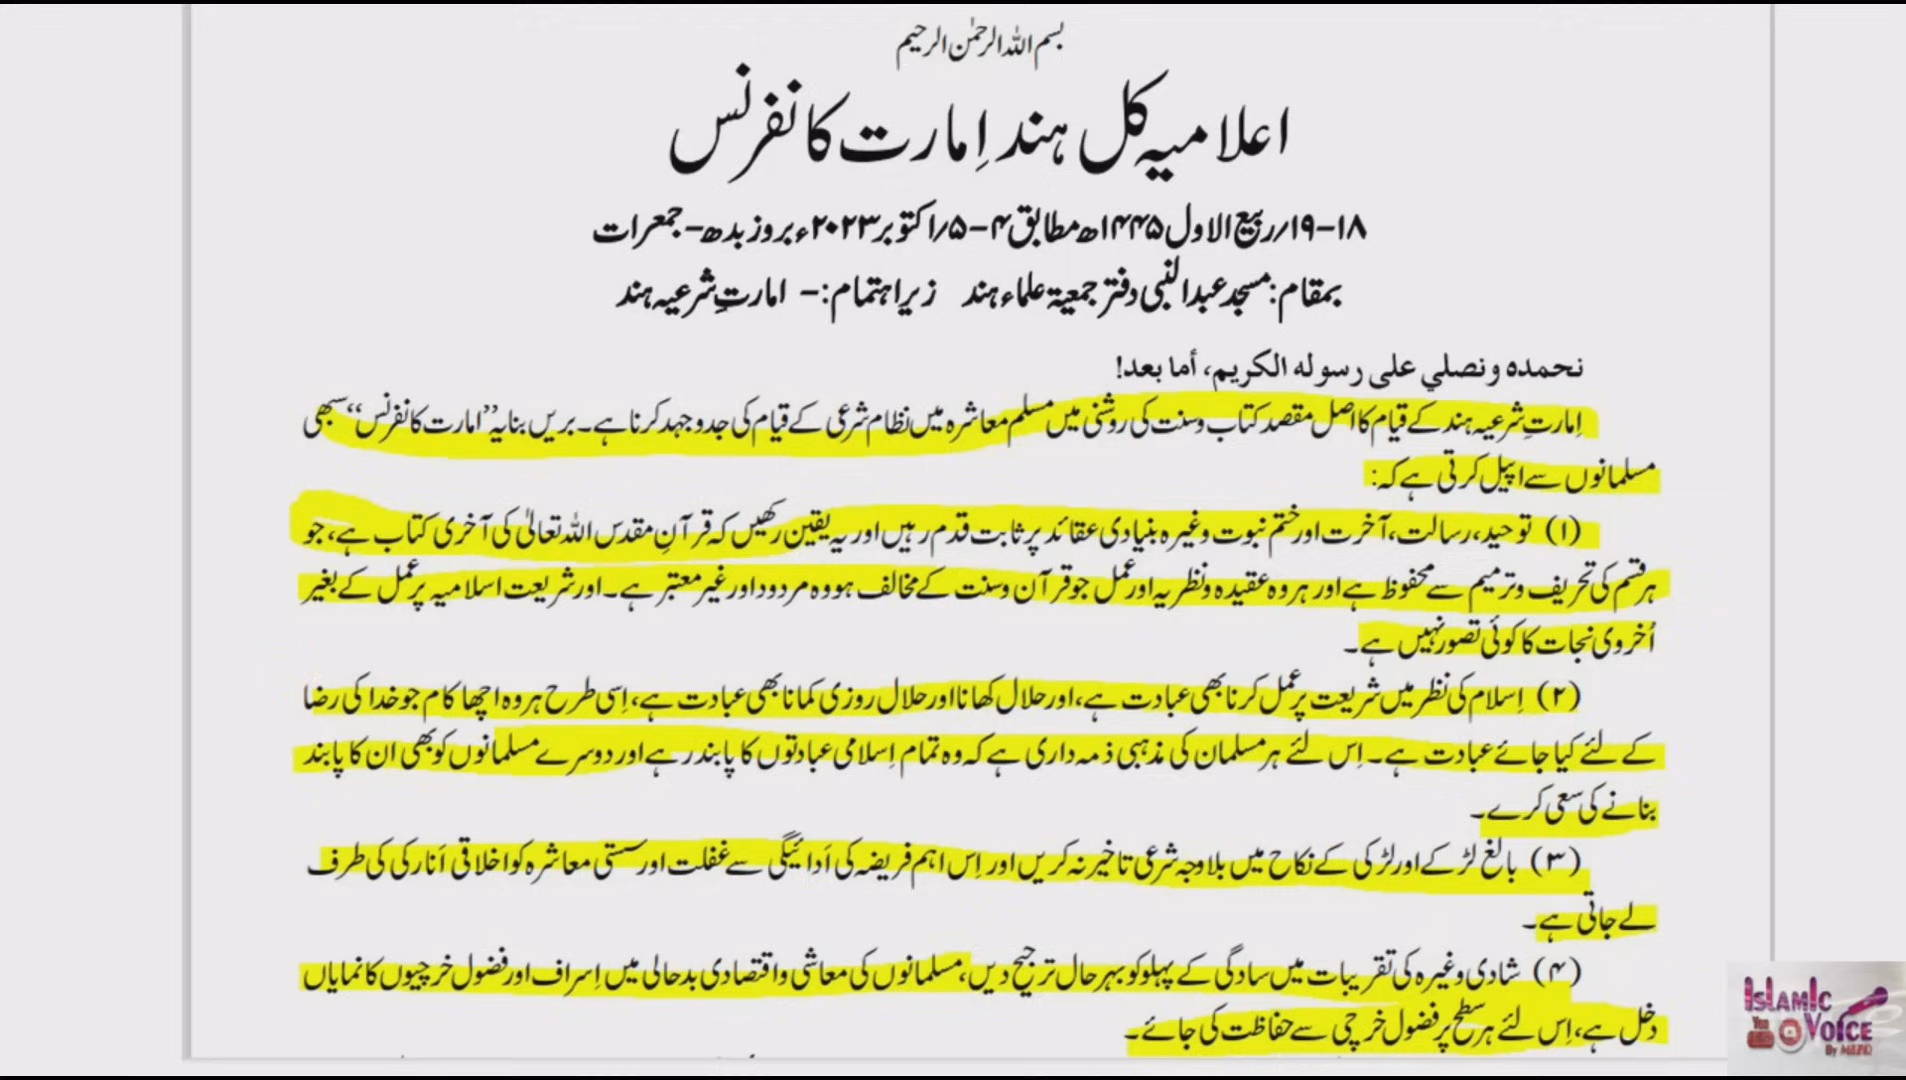 بسم اللہ الرحمٰن الرحیم
اعلامیہ کل ہند اِمارت کانفرنس
۱۸-۱۹/ربیع الاول ۱۴۴۵ھ مطابق ۴-۵/اکتوبر ۲۰۲۳ء بروز بدھ-جمعرات
بمقام: مسجد عبدالنبی دفتر جمعیۃ علماء ہند زیر اہتمام:- امارتِ شرعیہ ہند
نحمده ونصلي على رسوله الكريم، أما بعد!
اِمارتِ شرعیہ ہند کے قیام کا اصل مقصد کتاب وسنت کی روشنی میں مسلم معاشرہ میں نظام شرعی کے قیام کی جدوجہد کرنا ہے۔ بریں بنا یہ ’’امارت کانفرنس‘‘ سبھی
مسلمانوں سے اپیل کرتی ہے کہ:
(۱) توحید، رسالت، آخرت اور ختم نبوت وغیرہ بنیادی عقائد پر ثابت قدم رہیں اور یہ یقین رکھیں کہ قرآنِ مقدس اللہ تعالیٰ کی آخری کتاب ہے، جو
ہر قسم کی تحریف وترمیم سے محفوظ ہے اور ہر وہ عقیدہ ونظریہ اور عمل جو قرآن وسنت کے مخالف ہو وہ مردود اور غیر معتبر ہے۔ اور شریعت اسلامیہ پر عمل کے بغیر
اُخروی نجات کا کوئی تصور نہیں ہے۔
(۲) اِسلام کی نظر میں شریعت پر عمل کرنا بھی عبادت ہے، اور حلال کھانا اور حلال روزی کمانا بھی عبادت ہے، اِسی طرح ہر وہ اچھا کام جو خدا کی رضا
کے لئے کیا جائے عبادت ہے۔ اِس لئے ہر مسلمان کی مذہبی ذمہ داری ہے کہ وہ تمام اِسلامی عبادتوں کا پابند رہے اور دوسرے مسلمانوں کو بھی ان کا پابند
بنانے کی سعی کرے۔
(۳) بالغ لڑکے اور لڑکی کے نکاح میں بلاوجہ شرعی تاخیر نہ کریں اور اِس اہم فریضہ کی اَدائیگی سے غفلت اور سستی معاشرہ کو اخلاقی اَنارکی کی طرف
لے جاتی ہے۔
(۴) شادی وغیرہ کی تقریبات میں سادگی کے پہلو کو بہر حال ترجیح دیں، مسلمانوں کی معاشی واقتصادی بدحالی میں اِسراف اور فضول خرچیوں کا نمایاں
دخل ہے، اِس لئے ہر سطح پر فضول خرچی سے حفاظت کی جائے۔
ISLAMIC
You
VOICE
By